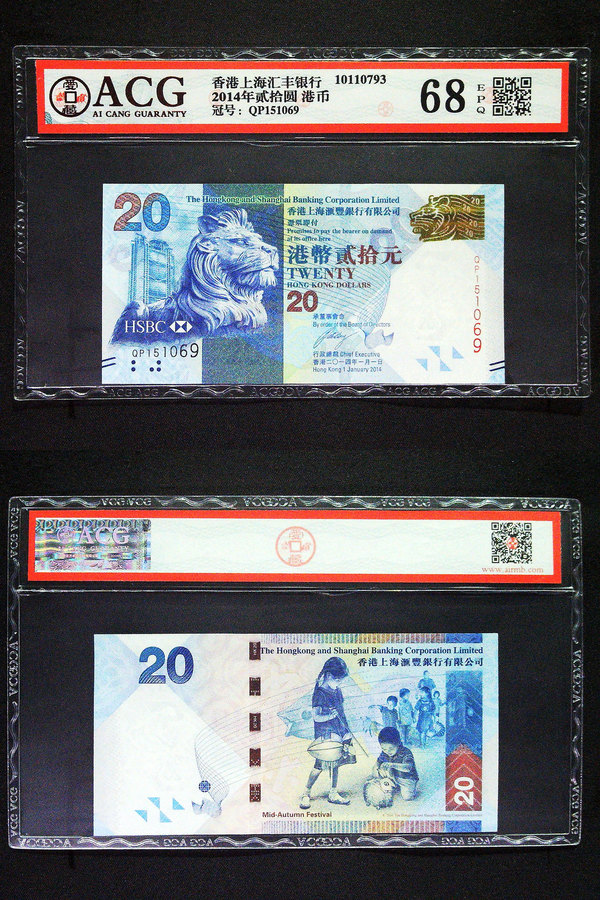 ACG
AI CANG GUARANTY
香港上海汇丰银行 10110793
2014年贰拾圆 港币
冠号: QP151069
68
EPQ
20
The Hongkong and Shanghai Banking Corporation Limited
香港上海滙豐銀行有限公司
憑票即付
Promises to pay the bearer on demand
at its office here
港幣貳拾元
TWENTY
HONG KONG DOLLARS
20
承董事會命
By order of the Board of Directors
行政總裁 Chief Executive
香港二〇一四年一月一日
Hong Kong 1 January 2014
HSBC
QP151069
QP151069
ACG
www.airmb.com
20
The Hongkong and Shanghai Banking Corporation Limited
香港上海滙豐銀行有限公司
Mid-Autumn Festival
20